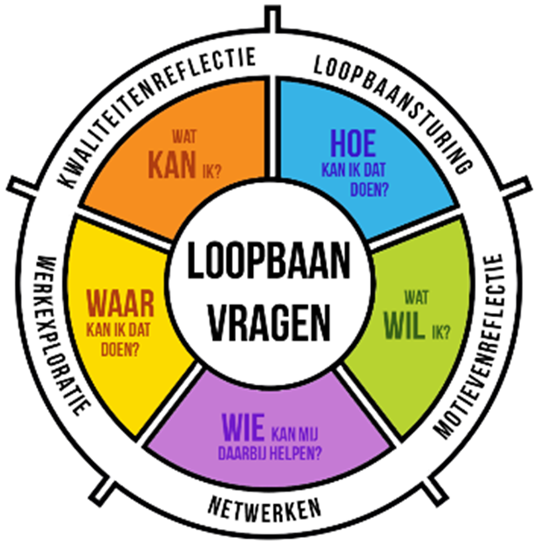 KWALITEITENREFLECTIE
LOOPBAANSTURING
WAT
KAN IK?
HOE
KAN IK DAT
DOEN?
LOOPBAAN
VRAGEN
WAAR
KAN IK DAT
DOEN?
WAT
WIL IK?
WIE KAN MIJ
DAARBIJ HELPEN?
WERKEXPLORATIE
MOTIEVENREFLECTIE
NETWERKEN